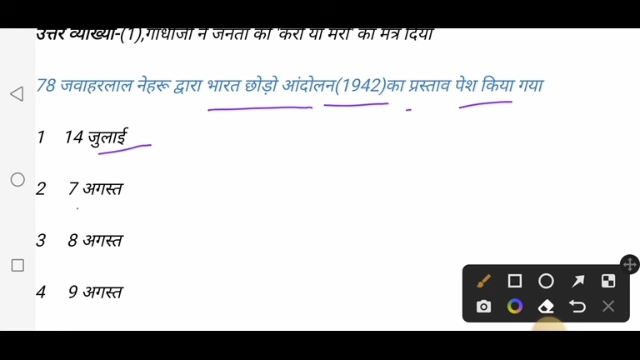 उत्तर व्याख्या-(1),गांधीजी ने जनता को 'करो या मरो' का मंत्र दिया
78 जवाहरलाल नेहरू द्वारा भारत छोड़ो आंदोलन(1942)का प्रस्ताव पेश किया गया
1 14 जुलाई
2 7 अगस्त
3 8 अगस्त
4 9 अगस्त